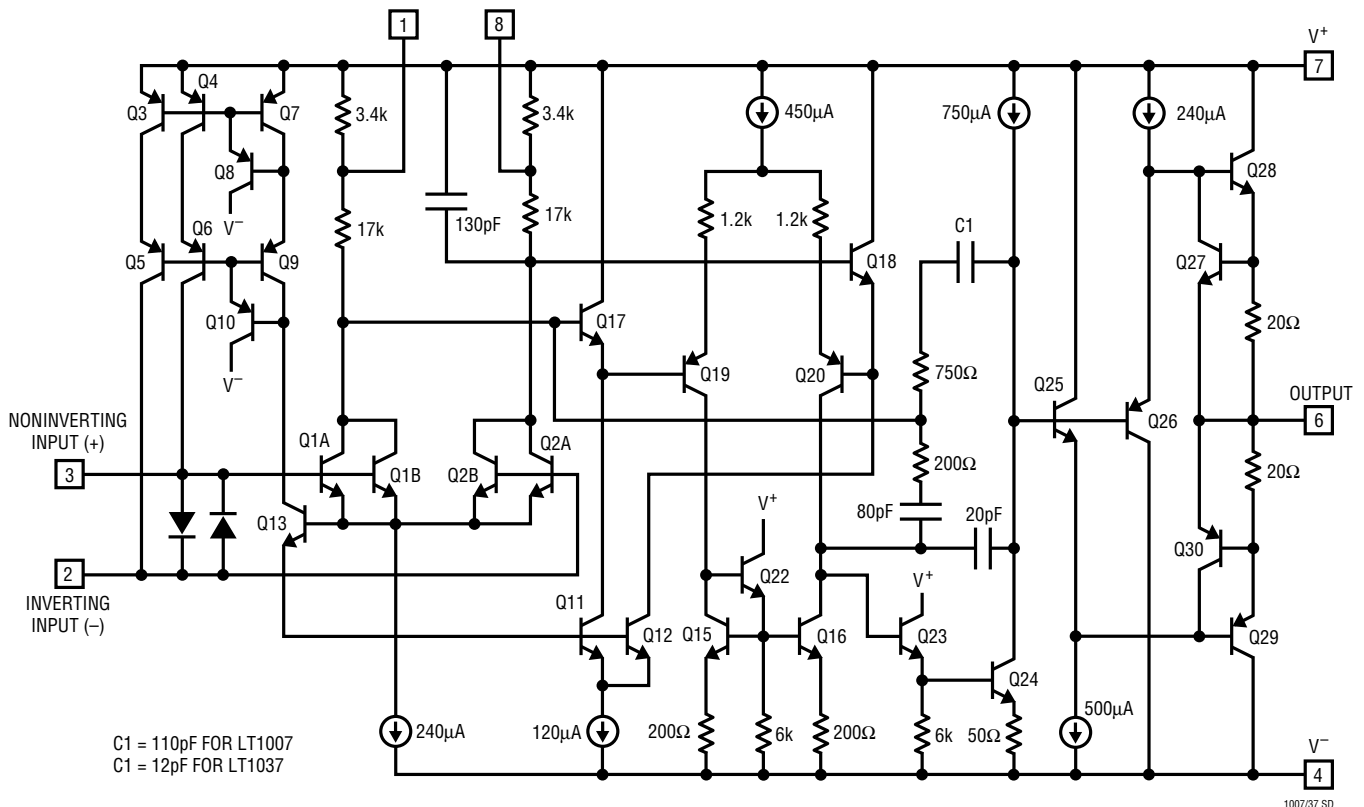 1
8
V+
7
Q3
Q4
Q7
3.4k
3.4k
450µA
750µA
240µA
Q8
Q28
V–
17k
130pF
17k
1.2k
1.2k
C1
Q6
Q5
Q9
Q18
Q27
Q10
Q17
20Ω
V–
Q19
Q20
750Ω
Q25
Q26
OUTPUT
6
NONINVERTING
INPUT (+)
3
Q1A
Q1B
Q2B
Q2A
200Ω
20Ω
Q13
V+
80pF
20pF
Q30
2
INVERTING
INPUT (–)
Q22
V+
Q11
Q12
Q15
Q16
Q23
Q29
Q24
240µA
120µA
200Ω
6k
200Ω
6k
50Ω
500µA
C1 = 110pF FOR LT1007
C1 = 12pF FOR LT1037
V–
4
1007/37 SD